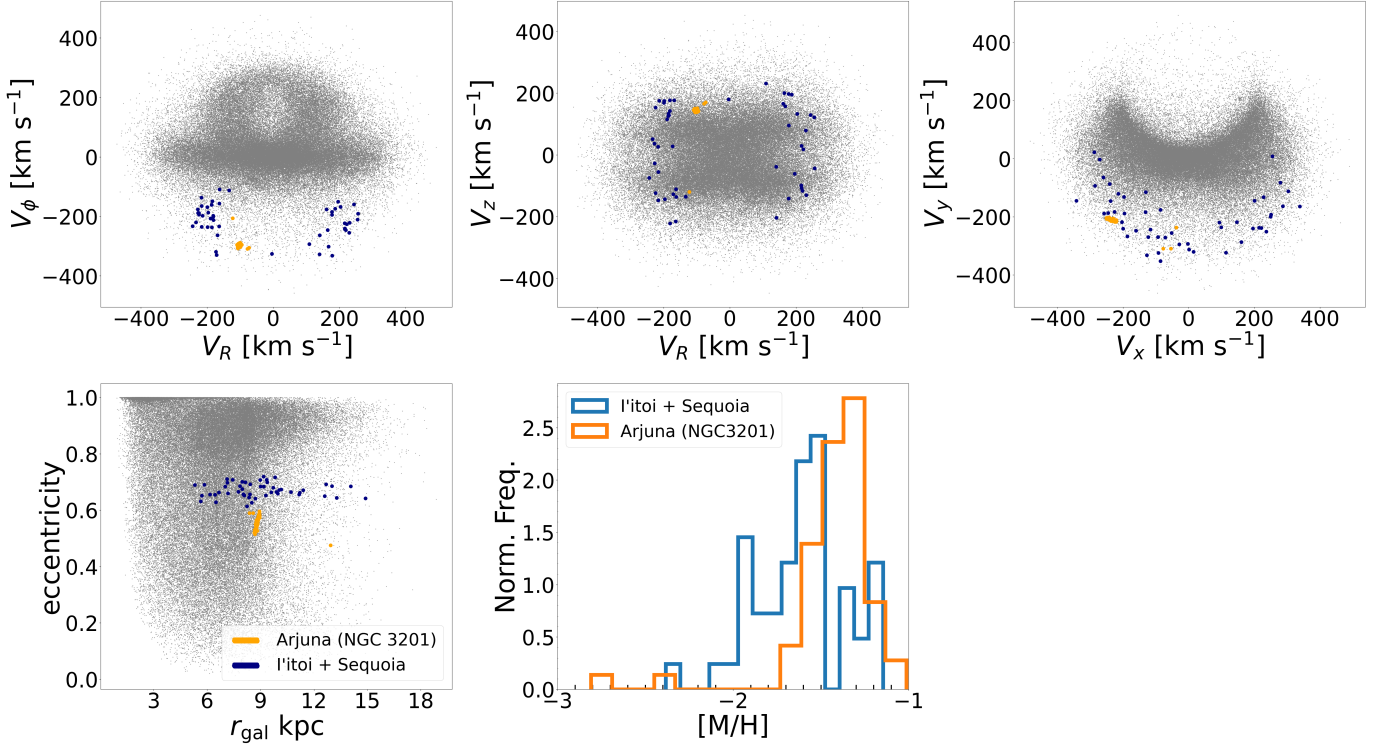 400
200
0
−200
−400
V_ϕ [km s⁻¹]
−400 −200 0 200 400
V_R [km s⁻¹]
400
200
0
−200
−400
V_z [km s⁻¹]
−400 −200 0 200 400
V_R [km s⁻¹]
400
200
0
−200
−400
V_y [km s⁻¹]
−400 −200 0 200 400
V_x [km s⁻¹]
1.0
0.8
0.6
0.4
0.2
0.0
eccentricity
Arjuna (NGC 3201)
I'itoi + Sequoia
3 6 9 12 15 18
r_gal kpc
2.5
2.0
1.5
1.0
0.5
0.0
Norm. Freq.
I'itoi + Sequoia
Arjuna (NGC3201)
−3 −2 −1
[M/H]